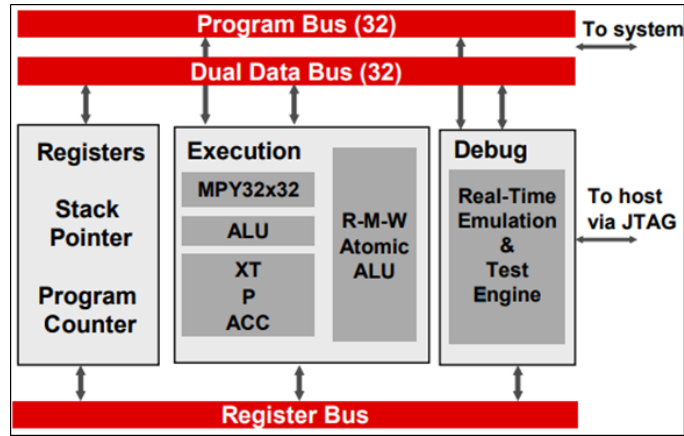 Program Bus (32)
To system
Dual Data Bus (32)
Registers
Stack
Pointer
Program
Counter
Execution
MPY32x32
ALU
XT
P
ACC
R-M-W
Atomic
ALU
Debug
Real-Time
Emulation
&
Test
Engine
To host
via JTAG
Register Bus